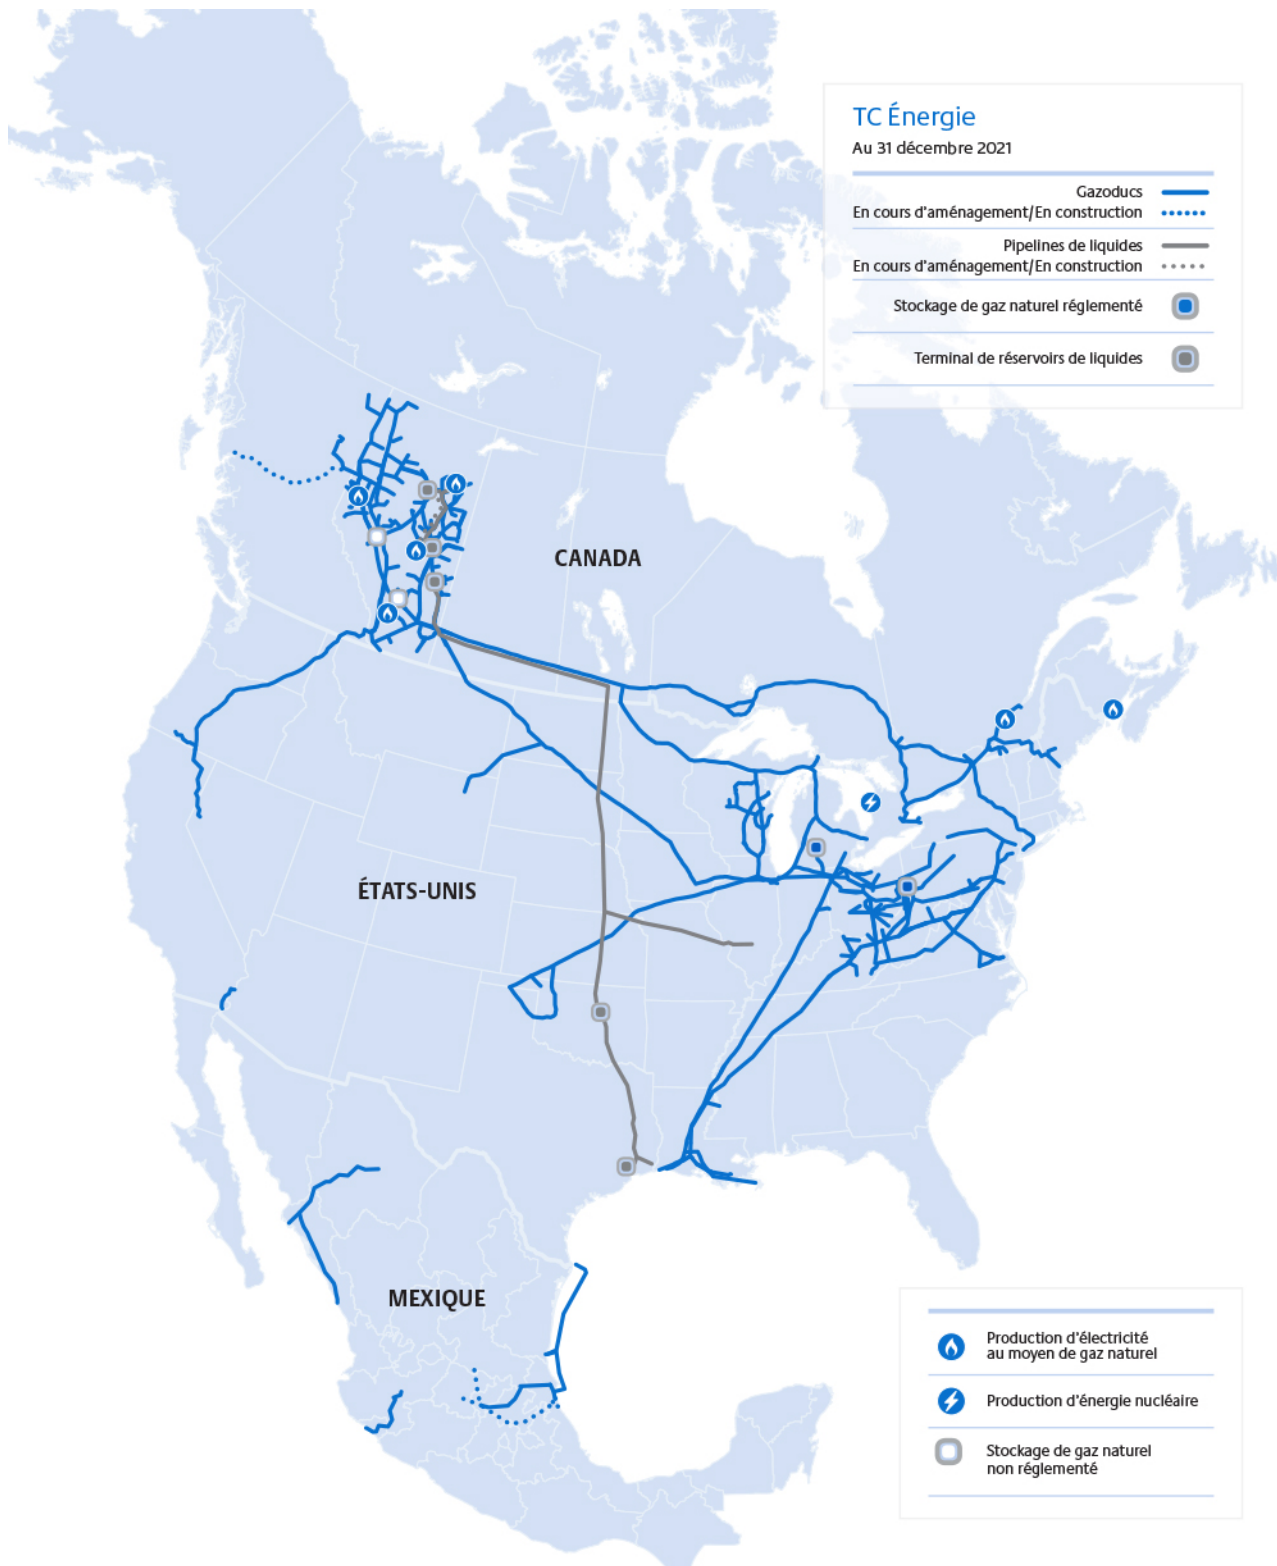 TC Énergie
Au 31 décembre 2021
Gazoducs
En cours d'aménagement/En construction
Pipelines de liquides
En cours d'aménagement/En construction
Stockage de gaz naturel réglementé
Terminal de réservoirs de liquides
CANADA
ÉTATS-UNIS
MEXIQUE
Production d'électricité
au moyen de gaz naturel
Production d'énergie nucléaire
Stockage de gaz naturel
non réglementé